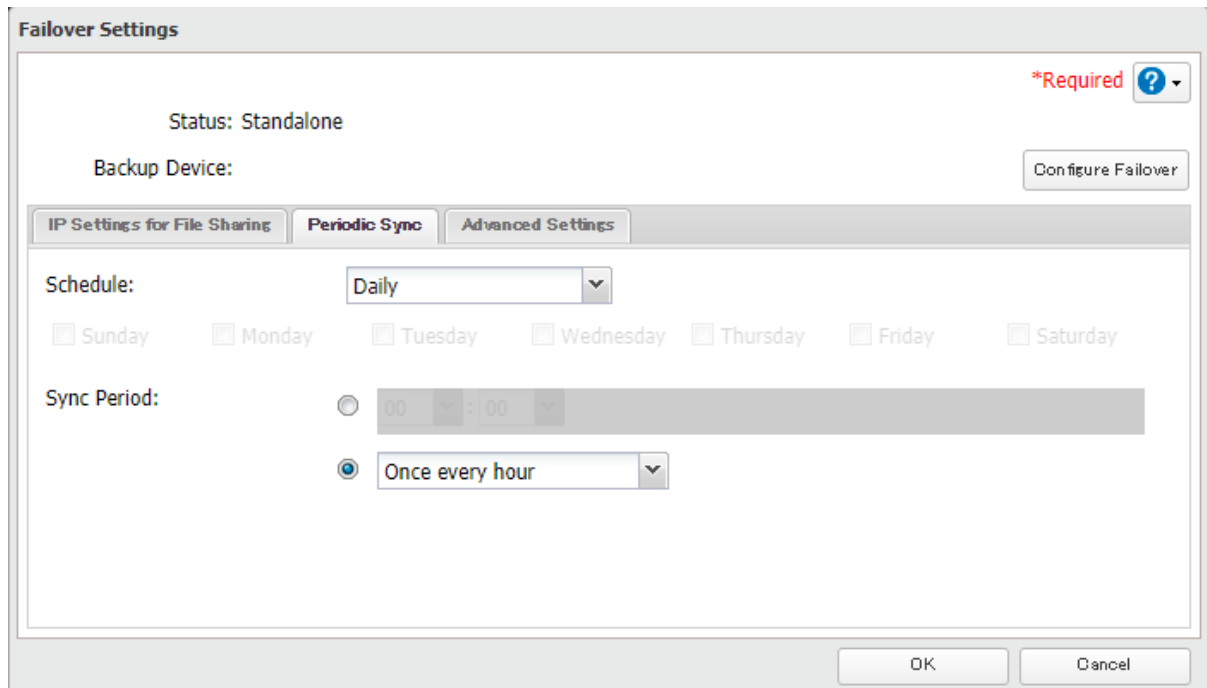 Failover Settings
*Required ?
Status: Standalone
Backup Device:
Configure Failover
IP Settings for File Sharing Periodic Sync Advanced Settings
Schedule: Daily
Sunday Monday Tuesday Wednesday Thursday Friday Saturday
Sync Period: 00 : 00
Once every hour
OK Cancel